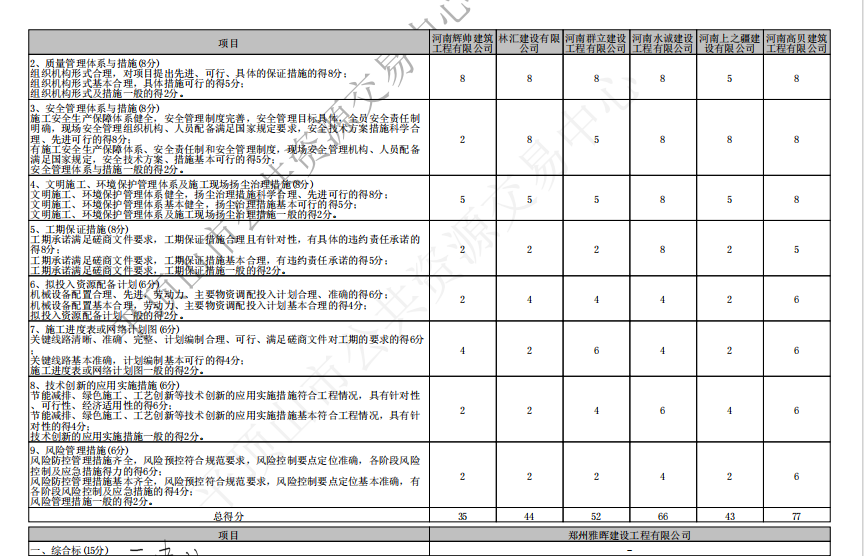 项目 河南辉帅建筑工程有限公司 林汇建设有限公司 河南群立建设工程有限公司 河南水诚建设工程有限公司 河南上之疆建设有限公司 河南高贝建筑工程有限公司
2、质量管理体系与措施(8分)
组织机构形式合理，对项目提出先进、可行、具体的保证措施的得8分；
组织机构形式基本合理，具体措施可行的得5分；
组织机构形式及措施一般的得2分。
8 8 8 8 5 8
3、安全管理体系与措施(8分)
施工安全生产保障体系健全，安全管理制度完善，安全管理目标具体，全员安全责任制
明确，现场安全管理组织机构、人员配备满足国家规定要求，安全技术方案措施科学合
理、先进可行的得8分；
有施工安全生产保障体系、安全责任制和安全管理制度，现场安全管理机构、人员配备
满足国家规定，安全技术方案、措施基本可行的得5分；
安全管理体系与措施一般的得2分。
2 8 5 8 8 8
4、文明施工、环境保护管理体系及施工现场扬尘治理措施(8分)
文明施工、环境保护管理体系健全，扬尘治理措施科学合理、先进可行的得8分；
文明施工、环境保护管理体系基本健全，扬尘治理措施基本可行的得5分；
文明施工、环境保护管理体系及施工现场扬尘治理措施一般的得2分。
5 5 5 8 5 8
5、工期保证措施(8分)
工期承诺满足磋商文件要求，工期保证措施合理且有针对性，有具体的违约责任承诺的
得8分；
工期承诺满足磋商文件要求，工期保证措施基本合理，有违约责任承诺的得5分；
工期承诺满足磋商文件要求，工期保证措施一般的得2分。
2 2 2 8 2 5
6、拟投入资源配备计划(6分)
机械设备配置合理、先进，劳动力、主要物资调配投入计划合理、准确的得6分；
机械设备配置基本合理，劳动力、主要物资调配投入计划基本合理的得4分；
拟投入资源配备计划一般的得2分。
2 4 4 4 2 6
7、施工进度表或网络计划图(6分)
关键线路清晰、准确、完整、计划编制合理、可行、满足磋商文件对工期的要求的得6分
；
关键线路基本准确，计划编制基本可行的得4分；
施工进度表或网络计划图一般的得2分。
4 2 6 4 2 6
8、技术创新的应用实施措施(6分)
节能减排、绿色施工、工艺创新等技术创新的应用实施措施符合工程情况，具有针对性
、可行性、经济适用性的得6分；
节能减排、绿色施工、工艺创新等技术创新的应用实施措施基本符合工程情况，具有针
对性的得4分；
技术创新的应用实施措施一般的得2分。
2 2 4 6 4 6
9、风险管理措施(6分)
风险防控管理措施齐全，风险预控符合规范要求，风险控制要点定位准确，各阶段风险
控制及应急措施得力的得6分；
风险防控管理措施基本齐全，风险预控符合规范要求，风险控制要点定位基本准确，有
各阶段风险控制及应急措施的得4分；
风险管理措施一般的得2分。
2 2 2 4 2 6
总得分 35 44 52 66 43 77
项目 郑州雅晖建设工程有限公司
一、综合标(15分) -
平顶山市公共资源交易中心
平顶山市公共资源交易中心